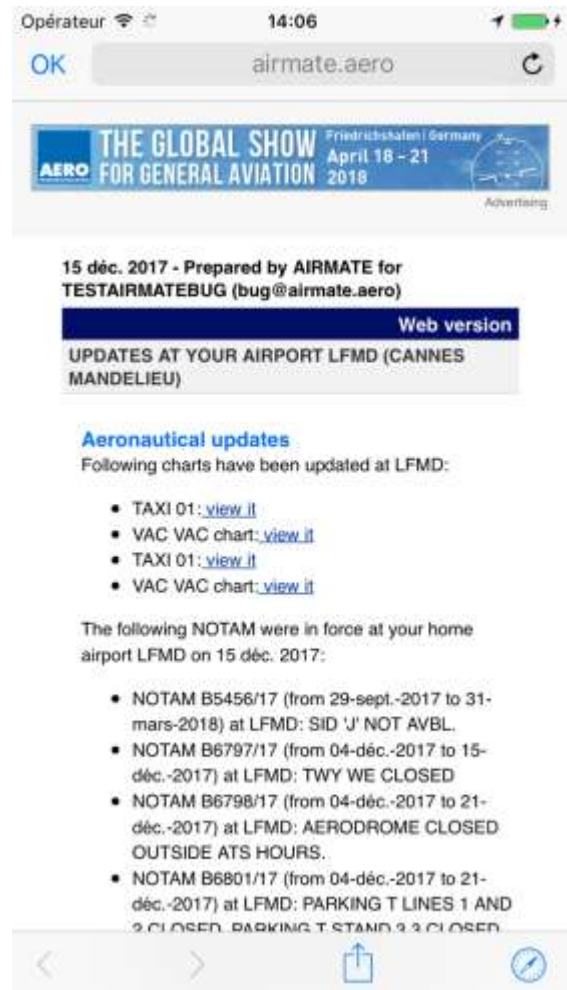 Opérateur 14:06
OK airmate.aero
AERO THE GLOBAL SHOW FOR GENERAL AVIATION
Friedrichshafen | Germany
April 18 – 21
2018
Advertising
15 déc. 2017 - Prepared by AIRMATE for
TESTAIRMATEBUG (bug@airmate.aero)
Web version
UPDATES AT YOUR AIRPORT LFMD (CANNES
MANDELIEU)
Aeronautical updates
Following charts have been updated at LFMD:
• TAXI 01: view it
• VAC VAC chart: view it
• TAXI 01: view it
• VAC VAC chart: view it
The following NOTAM were in force at your home
airport LFMD on 15 déc. 2017:
• NOTAM B5456/17 (from 29-sept.-2017 to 31-
mars-2018) at LFMD: SID 'J' NOT AVBL.
• NOTAM B6797/17 (from 04-déc.-2017 to 15-
déc.-2017) at LFMD: TWY WE CLOSED
• NOTAM B6798/17 (from 04-déc.-2017 to 21-
déc.-2017) at LFMD: AERODROME CLOSED
OUTSIDE ATS HOURS.
• NOTAM B6801/17 (from 04-déc.-2017 to 21-
déc.-2017) at LFMD: PARKING T LINES 1 AND
2 CLOSED. PARKING T STAND 3.3 CLOSED